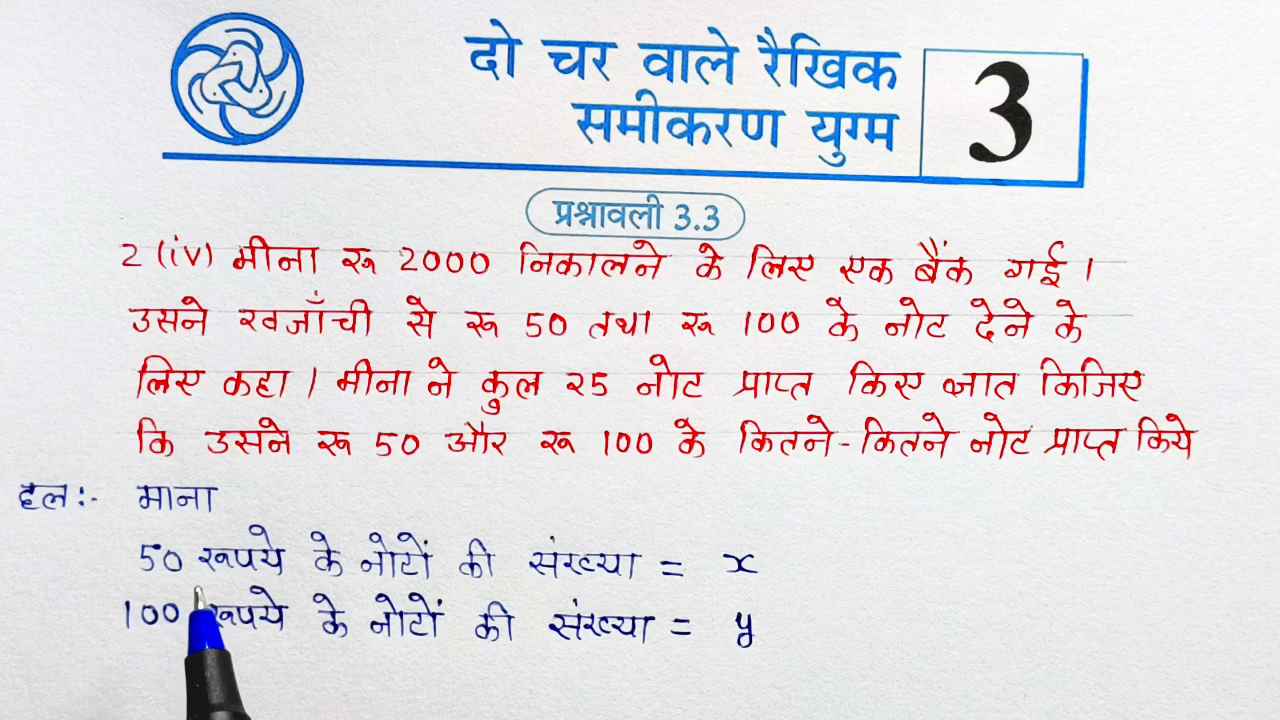 दो चर वाले रैखिक
समीकरण युग्म
3
प्रश्नावली 3.3
2 (iv) मीना रू 2000 निकालने के लिए एक बैंक गई ।
उसने खजाँची से रू 50 तथा रू 100 के नोट देने के
लिए कहा । मीना ने कुल 25 नोट प्राप्त किए ज्ञात किजिए
कि उसने रू 50 और रू 100 के कितने-कितने नोट प्राप्त किये
हल:- माना
50 रूपये के नोटों की संख्या = x
100 रूपये के नोटों की संख्या = y